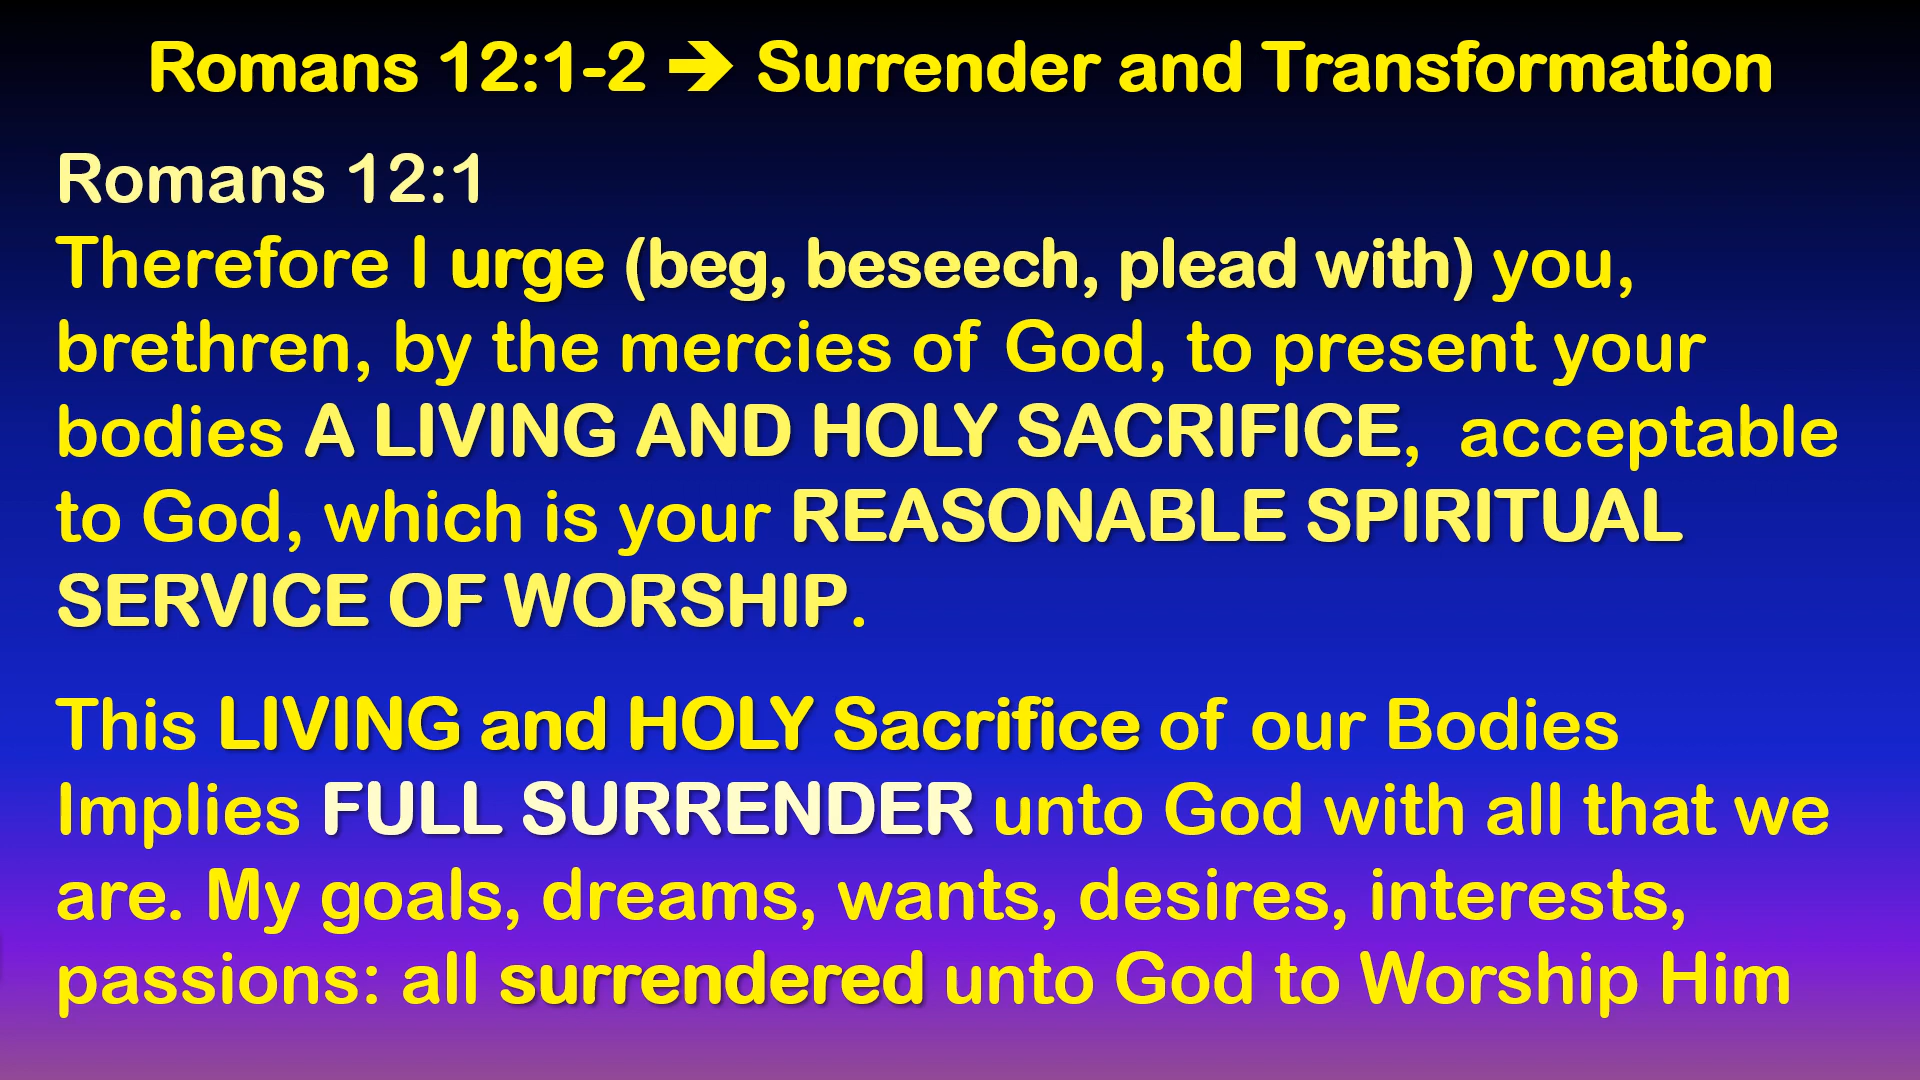 Romans 12:1-2 ➔ Surrender and Transformation
Romans 12:1
Therefore I urge (beg, beseech, plead with) you,
brethren, by the mercies of God, to present your
bodies A LIVING AND HOLY SACRIFICE,  acceptable
to God, which is your REASONABLE SPIRITUAL
SERVICE OF WORSHIP.
This LIVING and HOLY Sacrifice of our Bodies
Implies FULL SURRENDER unto God with all that we
are. My goals, dreams, wants, desires, interests,
passions: all surrendered unto God to Worship Him